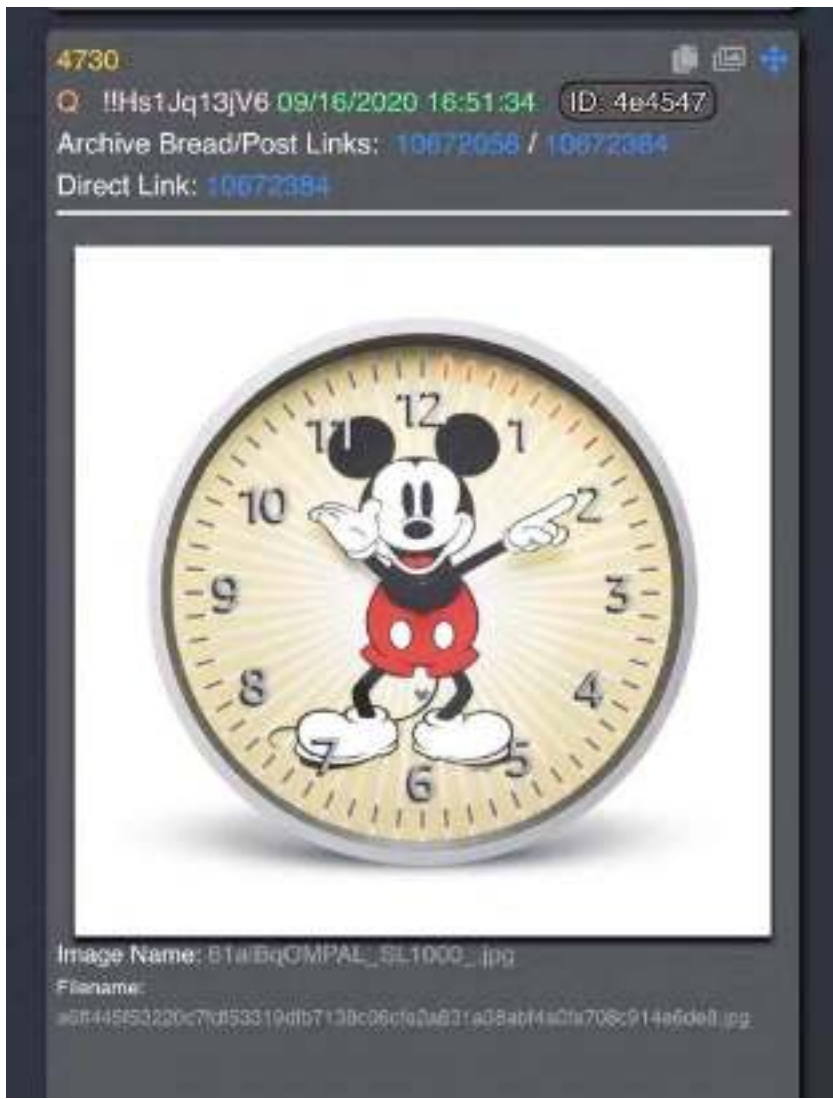 4730
Q !!Hs1Jq13jV6 09/16/2020 16:51:34 ID: 4e4547
Archive Bread/Post Links: 10672058 / 10672384
Direct Link: 10672384
12
11 1
10 2
9 3
8 4
7 5
6
Image Name:
Filename: